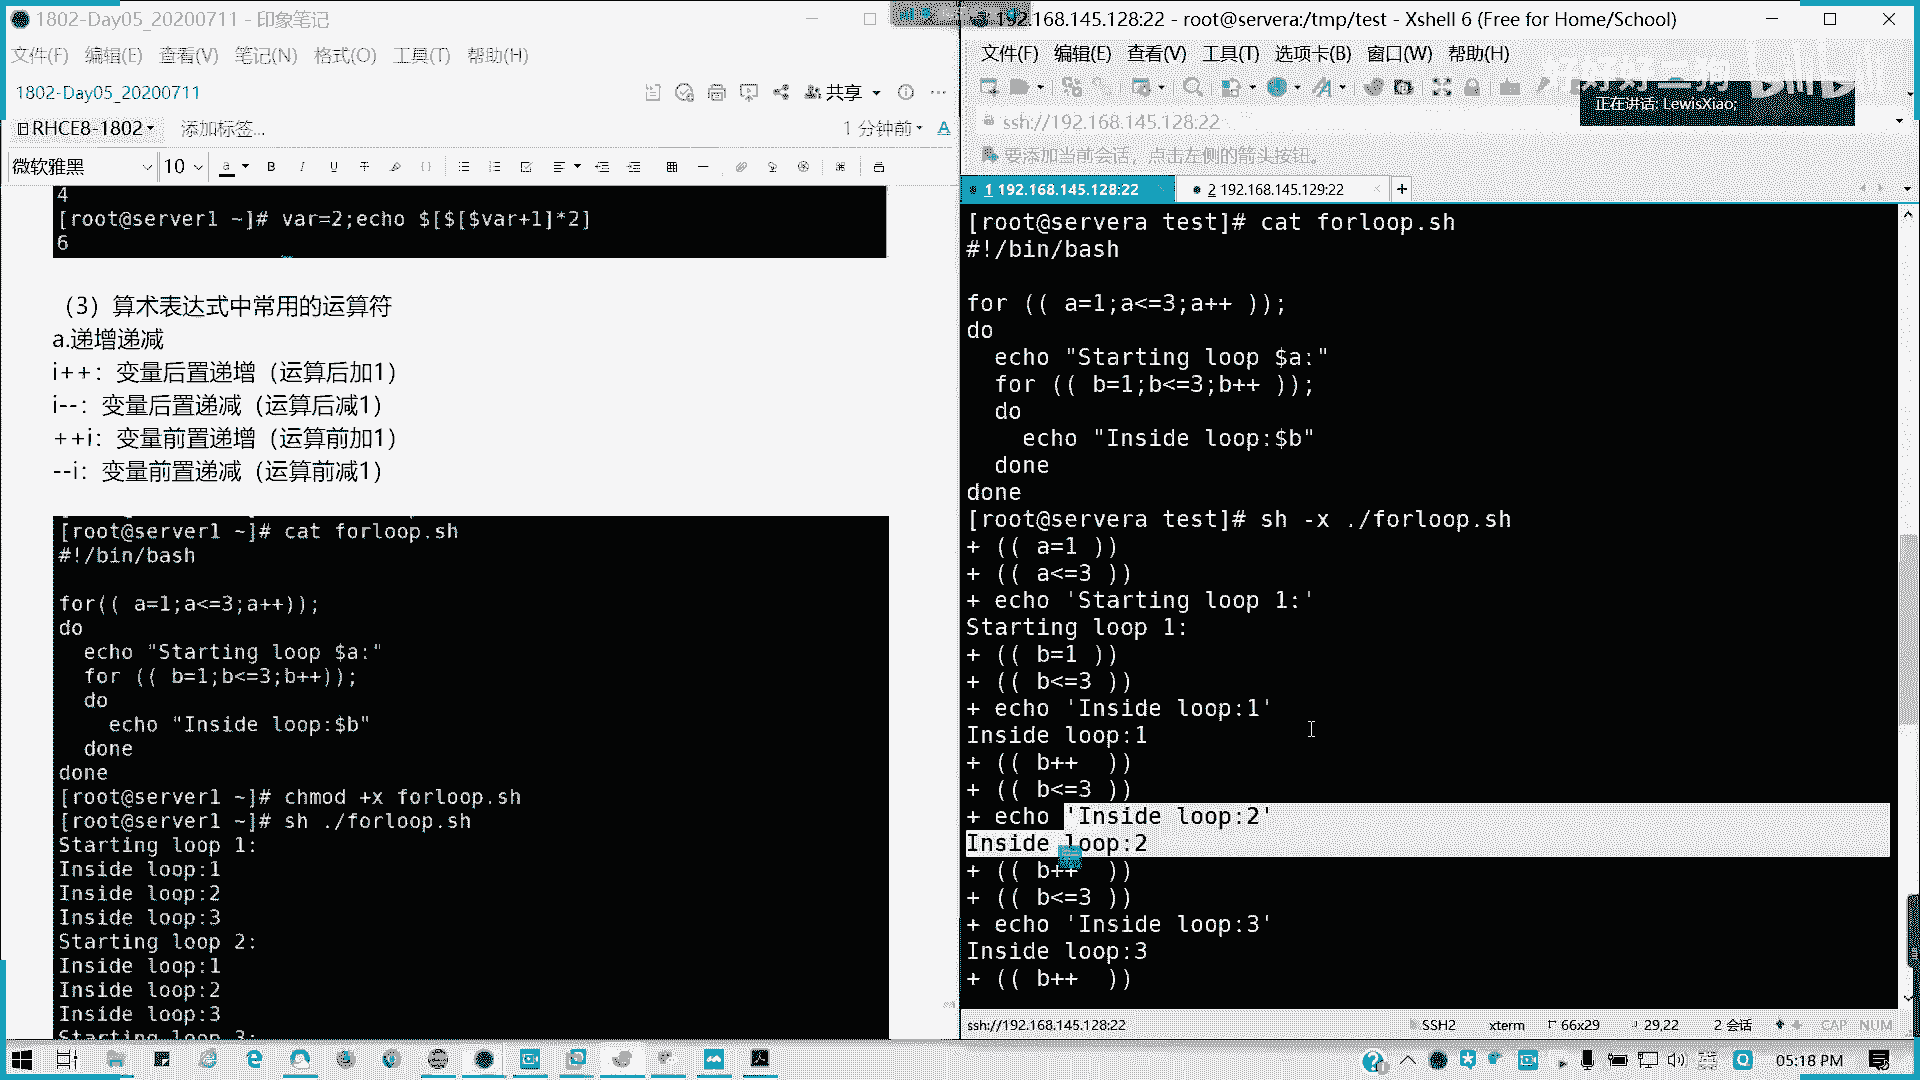 1802-Day05_20200711 - 印象笔记
文件(F) 编辑(E) 查看(V) 笔记(N) 格式(O) 工具(T) 帮助(H)
1802-Day05_20200711
共享
RHCE8-1802
添加标签...
1 分钟前
微软雅黑
10
4
[root@server1 ~]# var=2;echo $[$[$var+1]*2]
6
（3）算术表达式中常用的运算符
a.递增递减
i++：变量后置递增（运算后加1）
i--：变量后置递减（运算后减1）
++i：变量前置递增（运算前加1）
--i：变量前置递减（运算前减1）
[root@server1 ~]# cat forloop.sh
#!/bin/bash
for(( a=1;a<=3;a++));
do
echo "Starting loop $a:"
for (( b=1;b<=3;b++));
do
echo "Inside loop:$b"
done
done
[root@server1 ~]# chmod +x forloop.sh
[root@server1 ~]# sh ./forloop.sh
Starting loop 1:
Inside loop:1
Inside loop:2
Inside loop:3
Starting loop 2:
Inside loop:1
Inside loop:2
Inside loop:3
Starting loop 3:
192.168.145.128:22 - root@servera:/tmp/test - Xshell 6 (Free for Home/School)
文件(F) 编辑(E) 查看(V) 工具(T) 选项卡(B) 窗口(W) 帮助(H)
正在讲话: LewisXiao;
ssh://192.168.145.128:22
要添加当前会话，点击左侧的箭头按钮。
1 192.168.145.128:22
2 192.168.145.129:22
[root@servera test]# cat forloop.sh
#!/bin/bash
for (( a=1;a<=3;a++ ));
do
echo "Starting loop $a:"
for (( b=1;b<=3;b++ ));
do
echo "Inside loop:$b"
done
done
[root@servera test]# sh -x ./forloop.sh
+ (( a=1 ))
+ (( a<=3 ))
+ echo 'Starting loop 1:'
Starting loop 1:
+ (( b=1 ))
+ (( b<=3 ))
+ echo 'Inside loop:1'
Inside loop:1
+ (( b++  ))
+ (( b<=3 ))
+ echo 'Inside loop:2'
Inside loop:2
+ (( b++  ))
+ (( b<=3 ))
+ echo 'Inside loop:3'
Inside loop:3
+ (( b++  ))
ssh://192.168.145.128:22
SSH2
xterm
66x29
29,22
2 会话
CAP NUM
05:18 PM